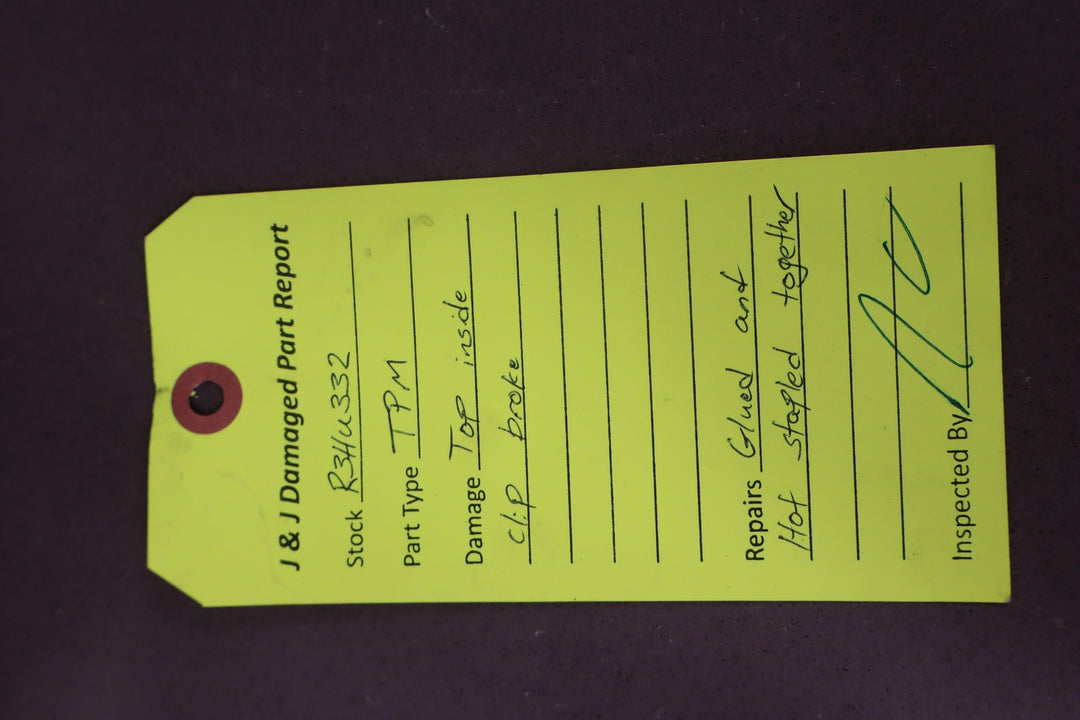 J & J Damaged Part Report
Stock R3HU332
Part Type TPM
Damage Top inside
clip broke
Repairs Glued and
Hot stapled together
Inspected By